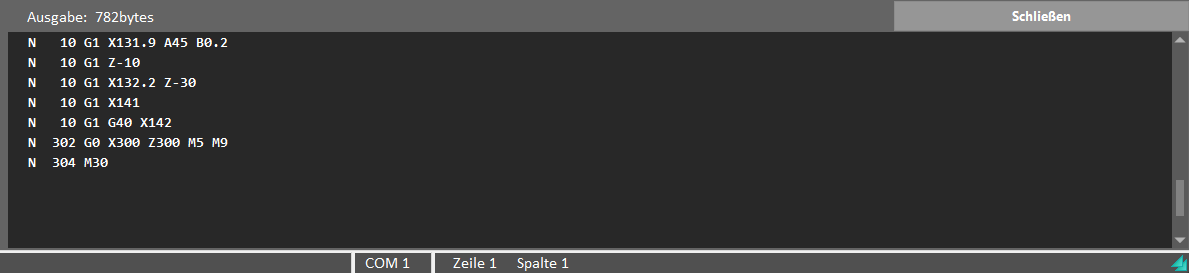 Ausgabe:  782bytes
Schließen
N   10 G1 X131.9 A45 B0.2
N   10 G1 Z-10
N   10 G1 X132.2 Z-30
N   10 G1 X141
N   10 G1 G40 X142
N  302 G0 X300 Z300 M5 M9
N  304 M30
COM 1    Zeile 1    Spalte 1